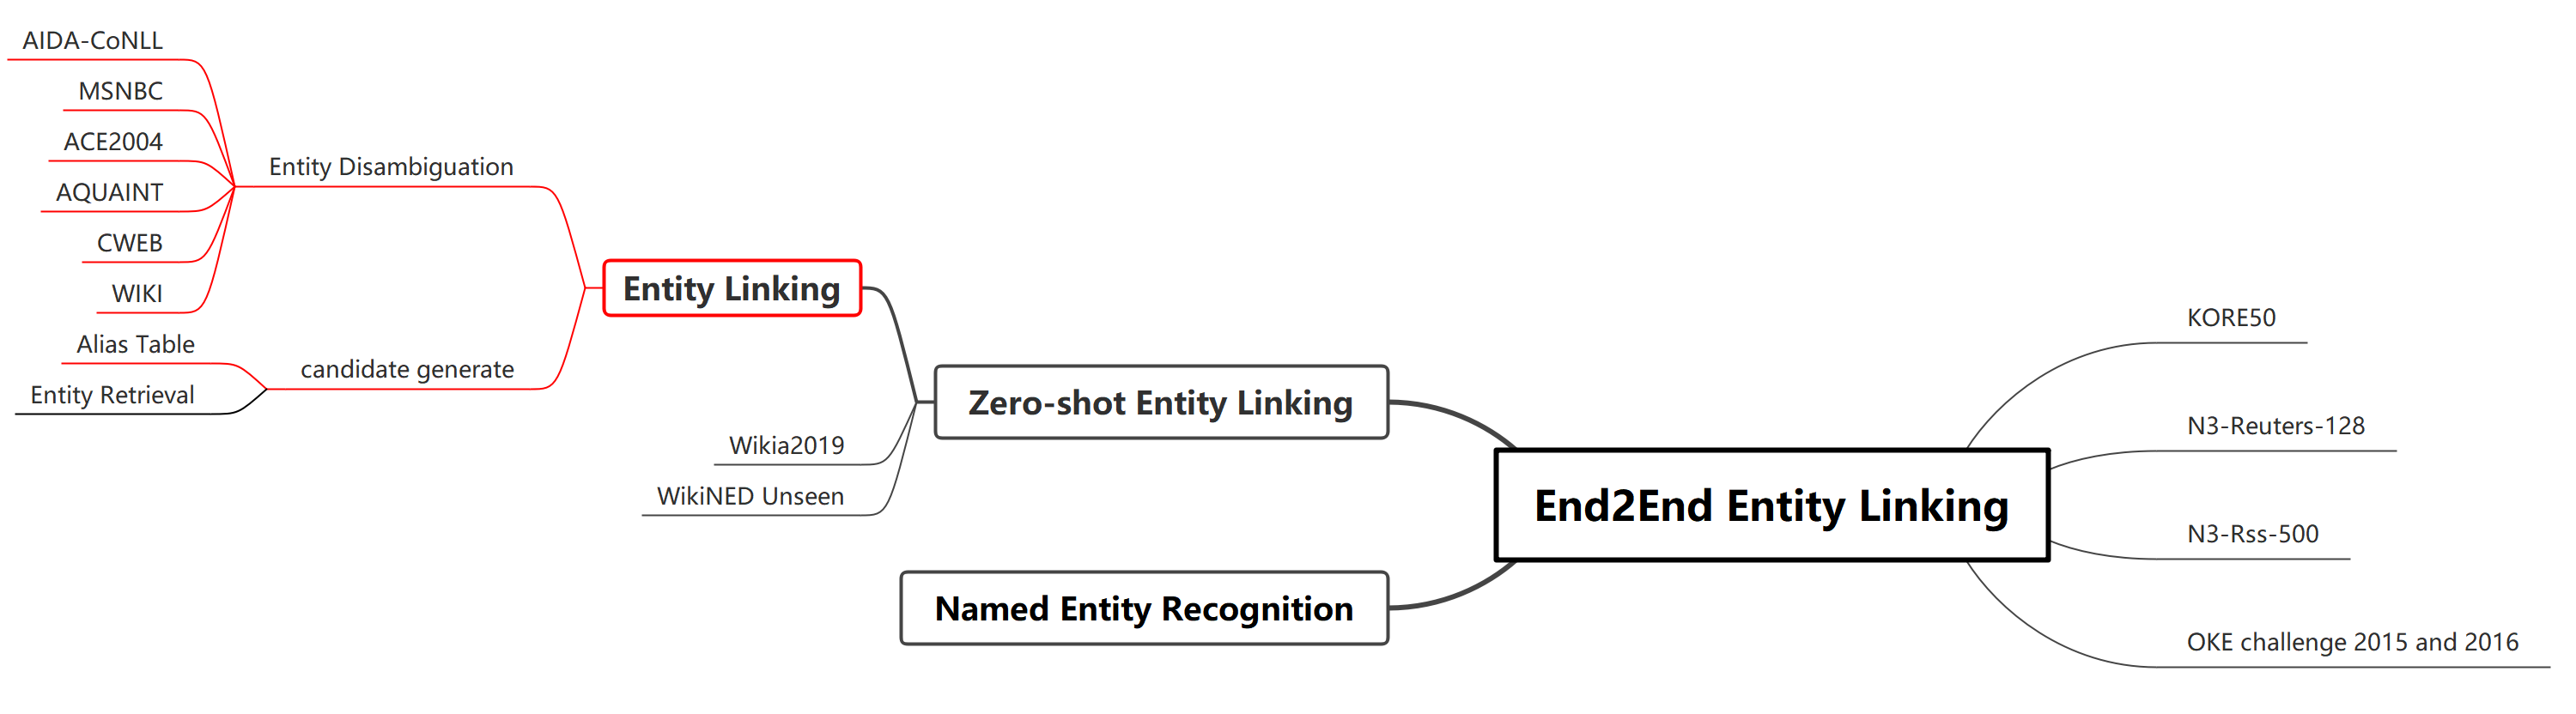 AIDA-CoNLL
MSNBC
ACE2004
AQUAINT
CWEB
WIKI
Entity Disambiguation
Alias Table
Entity Retrieval
candidate generate
Entity Linking
Wikia2019
WikiNED Unseen
Zero-shot Entity Linking
Named Entity Recognition
End2End Entity Linking
KORE50
N3-Reuters-128
N3-Rss-500
OKE challenge 2015 and 2016